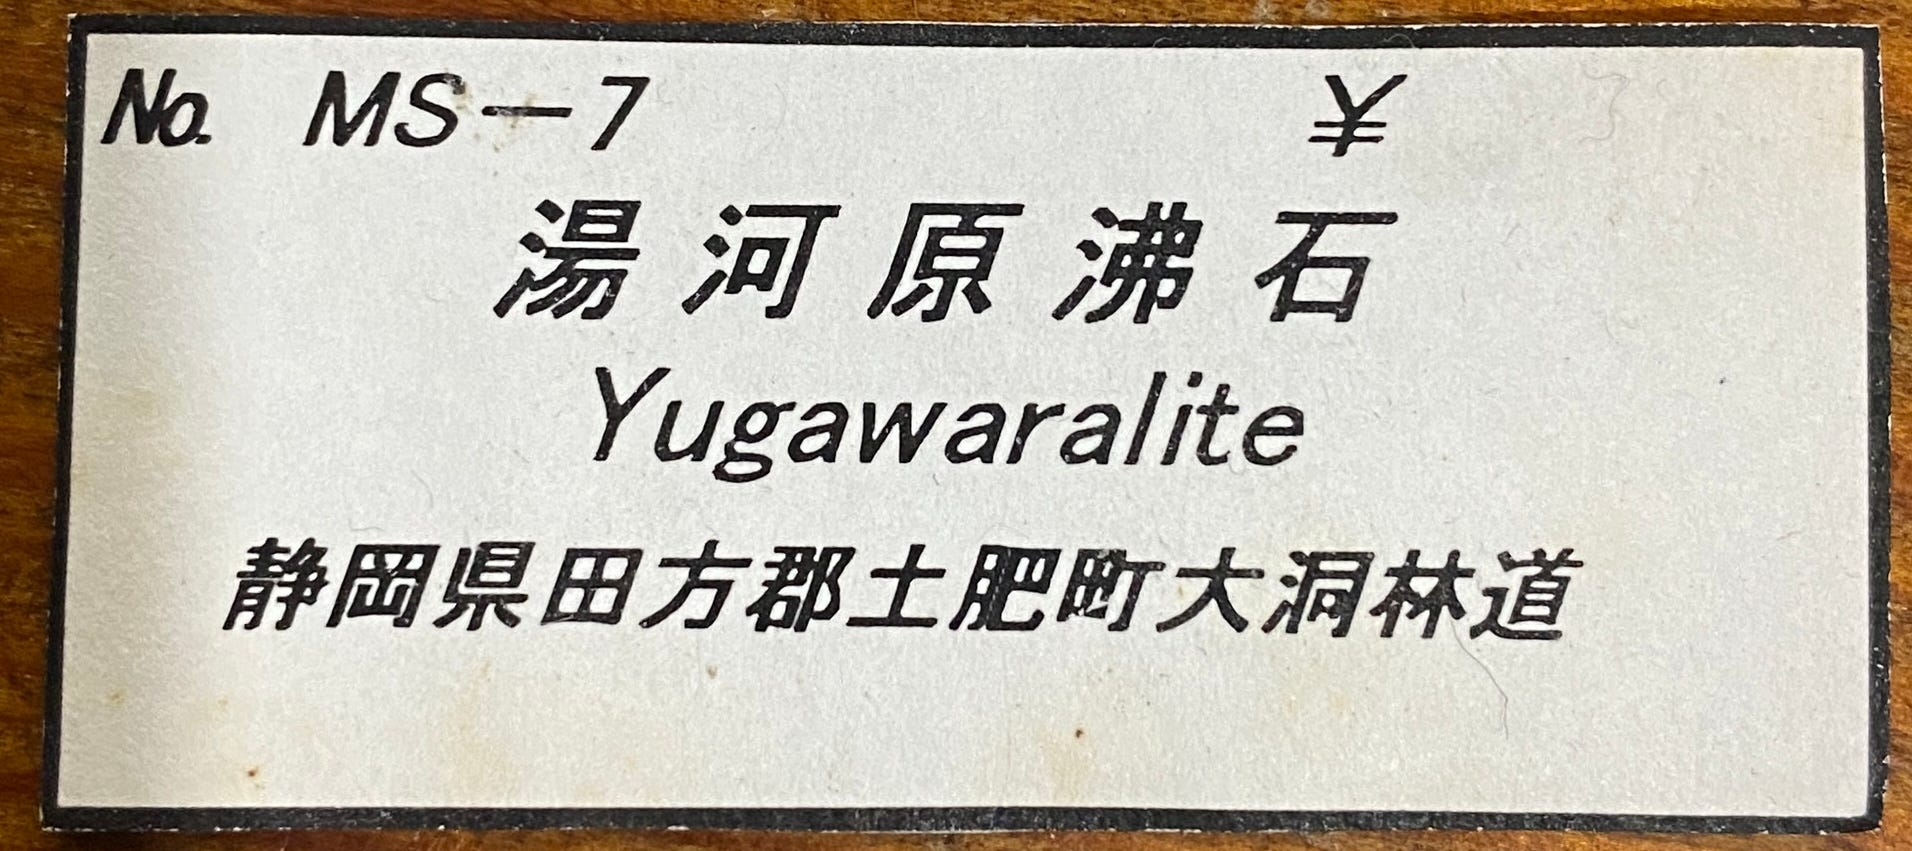 No. MS－7 ¥
湯河原沸石
Yugawaralite
静岡県田方郡土肥町大洞林道